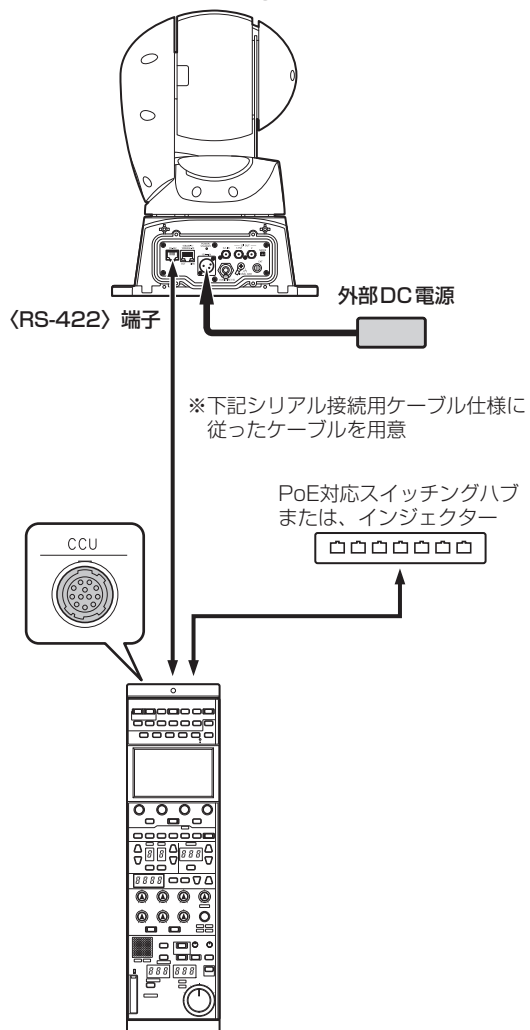 外部DC電源
〈RS-422〉端子
※下記シリアル接続用ケーブル仕様に
従ったケーブルを用意
PoE対応スイッチングハブ
または、インジェクター
CCU